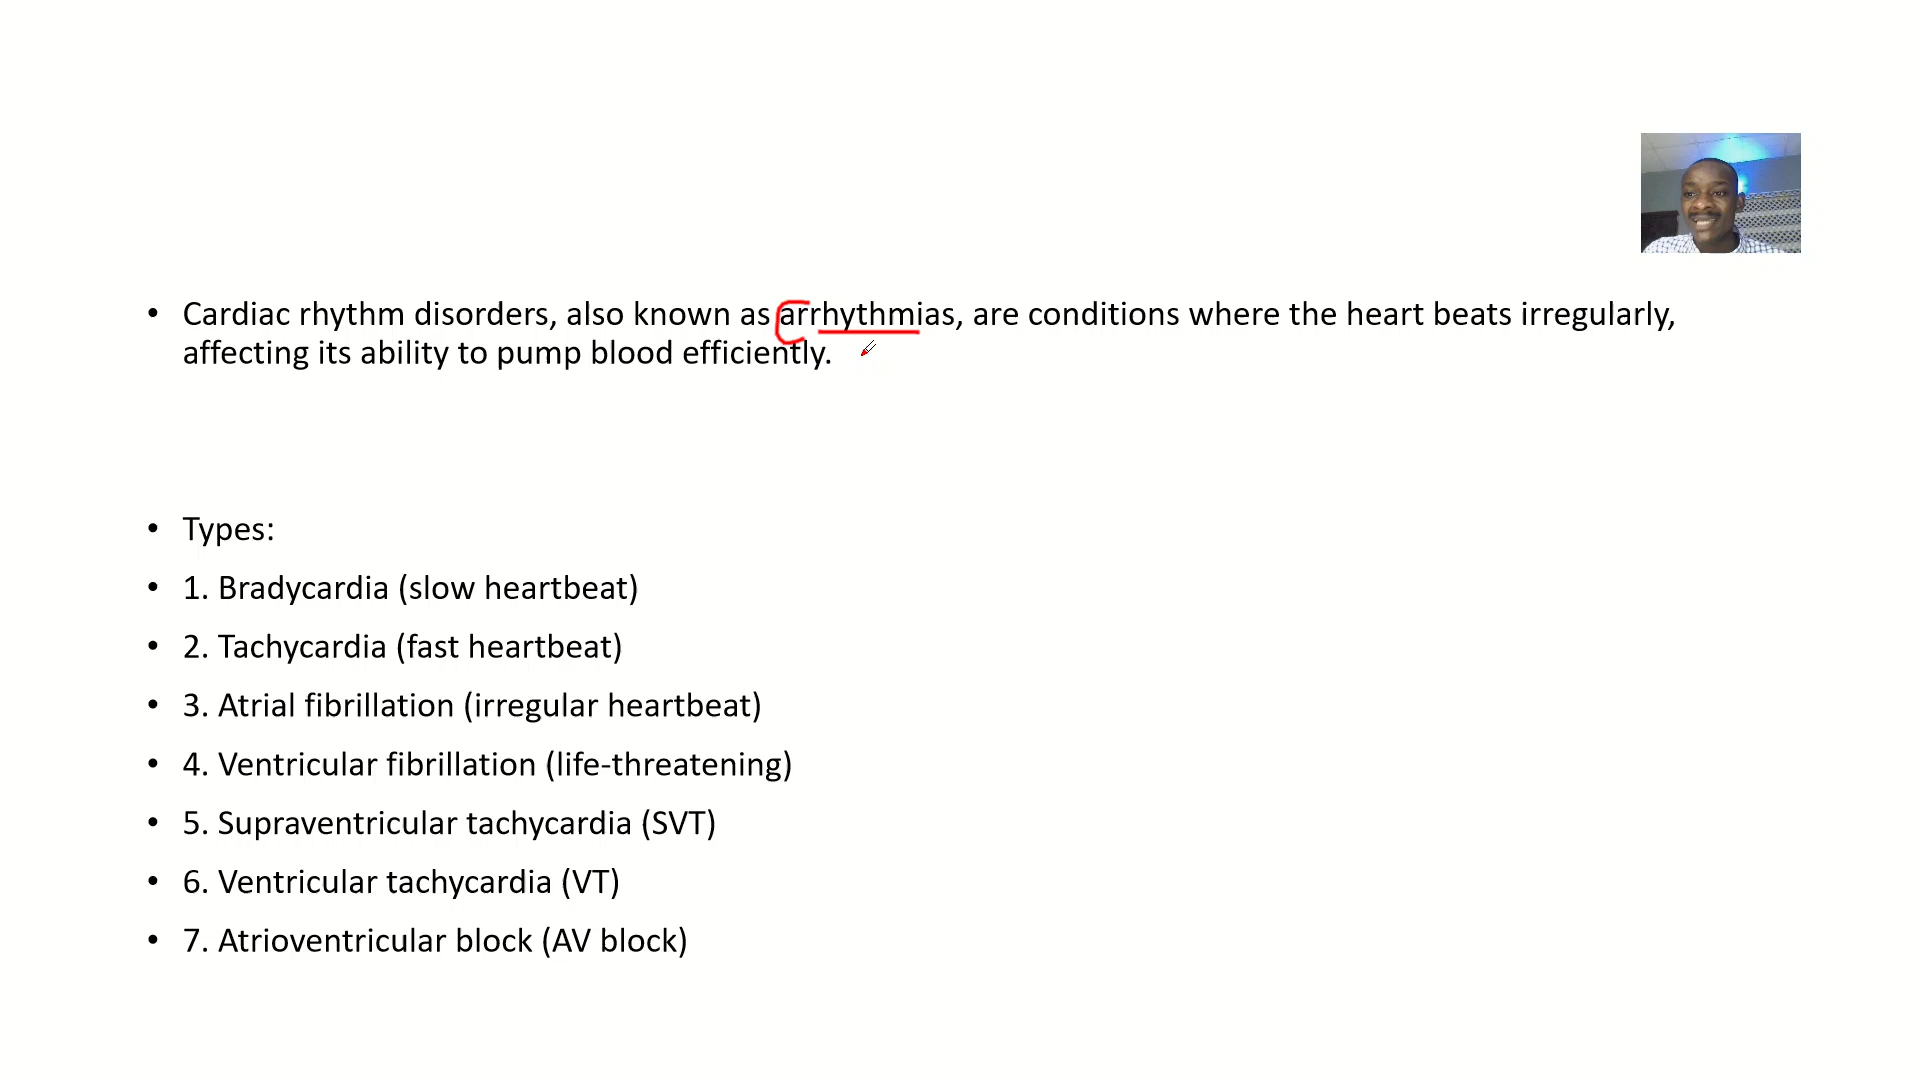 • Cardiac rhythm disorders, also known as arrhythmias, are conditions where the heart beats irregularly,
affecting its ability to pump blood efficiently.
• Types:
• 1. Bradycardia (slow heartbeat)
• 2. Tachycardia (fast heartbeat)
• 3. Atrial fibrillation (irregular heartbeat)
• 4. Ventricular fibrillation (life-threatening)
• 5. Supraventricular tachycardia (SVT)
• 6. Ventricular tachycardia (VT)
• 7. Atrioventricular block (AV block)